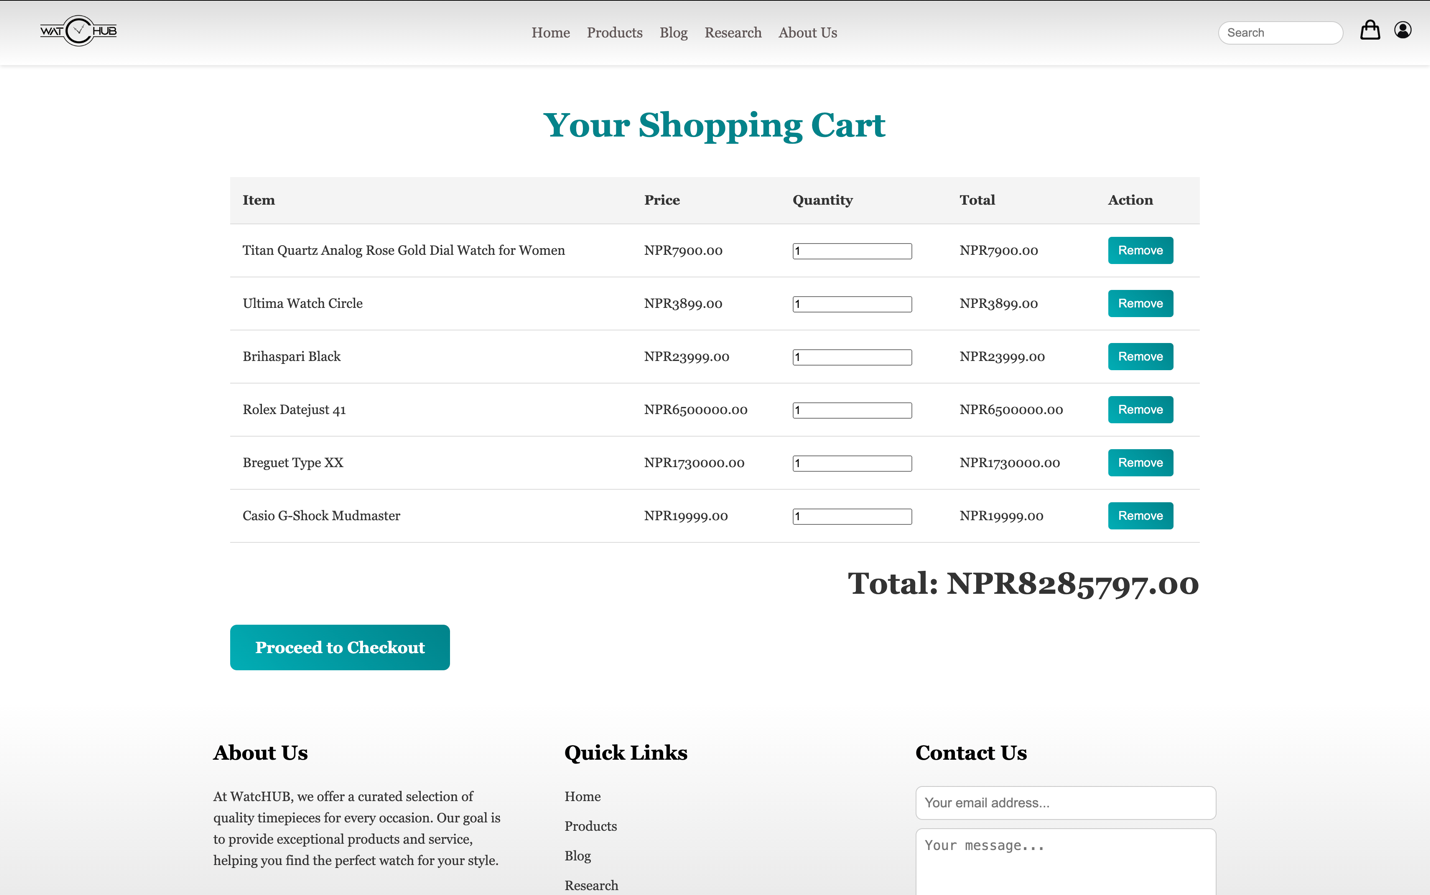 WATCHUB
Home Products Blog Research About Us
Search
Your Shopping Cart
Item Price Quantity Total Action
Titan Quartz Analog Rose Gold Dial Watch for Women NPR7900.00 1 NPR7900.00 Remove
Ultima Watch Circle NPR3899.00 1 NPR3899.00 Remove
Brihaspari Black NPR23999.00 1 NPR23999.00 Remove
Rolex Datejust 41 NPR6500000.00 1 NPR6500000.00 Remove
Breguet Type XX NPR1730000.00 1 NPR1730000.00 Remove
Casio G-Shock Mudmaster NPR19999.00 1 NPR19999.00 Remove
Total: NPR8285797.00
Proceed to Checkout
About Us
At WatcHUB, we offer a curated selection of
quality timepieces for every occasion. Our goal is
to provide exceptional products and service,
helping you find the perfect watch for your style.
Quick Links
Home
Products
Blog
Research
Contact Us
Your email address...
Your message...